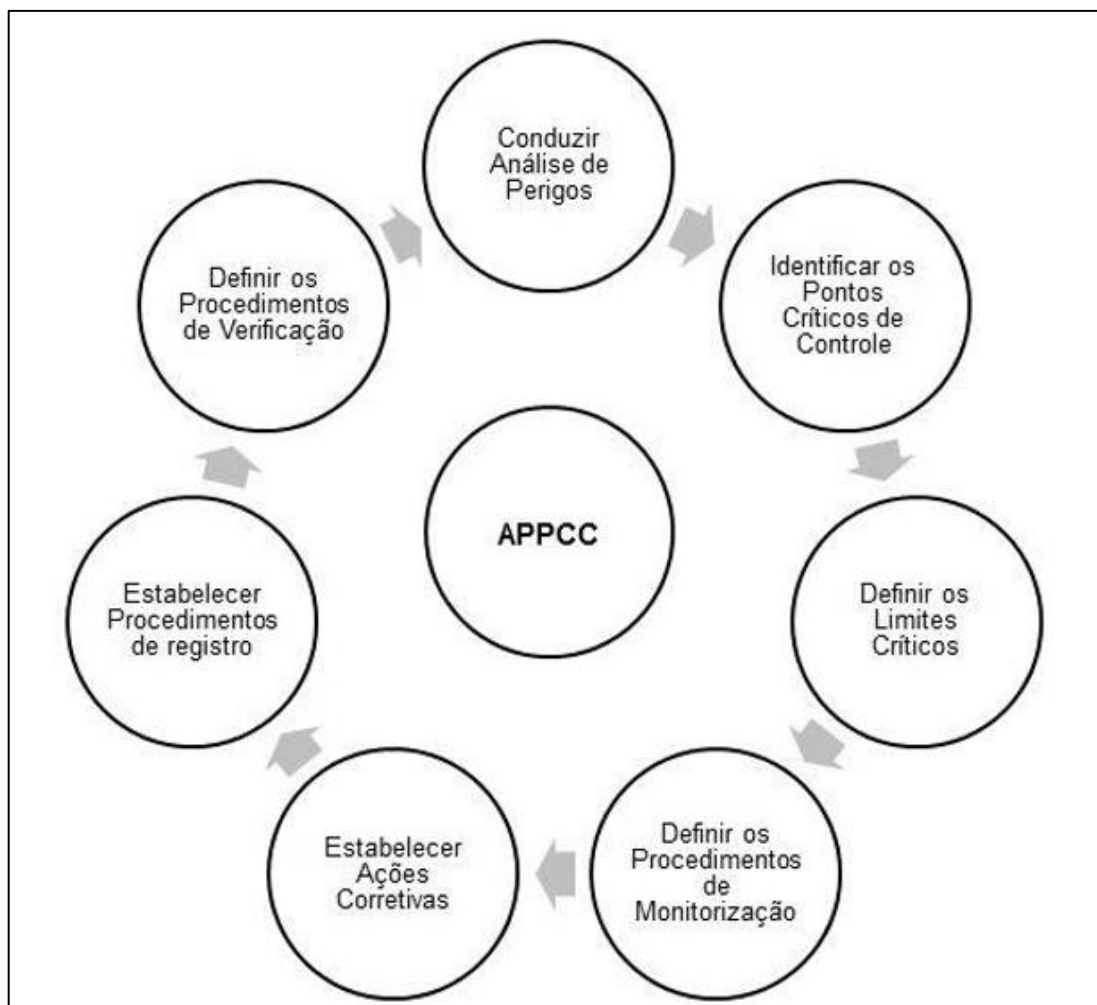 Conduzir
Análise de
Perigos
Identificar os
Pontos
Críticos de
Controle
Definir os
Limites
Críticos
Definir os
Procedimentos
de
Monitorização
Estabelecer
Ações
Corretivas
Estabelecer
Procedimentos
de registro
Definir os
Procedimentos
de Verificação
APPCC